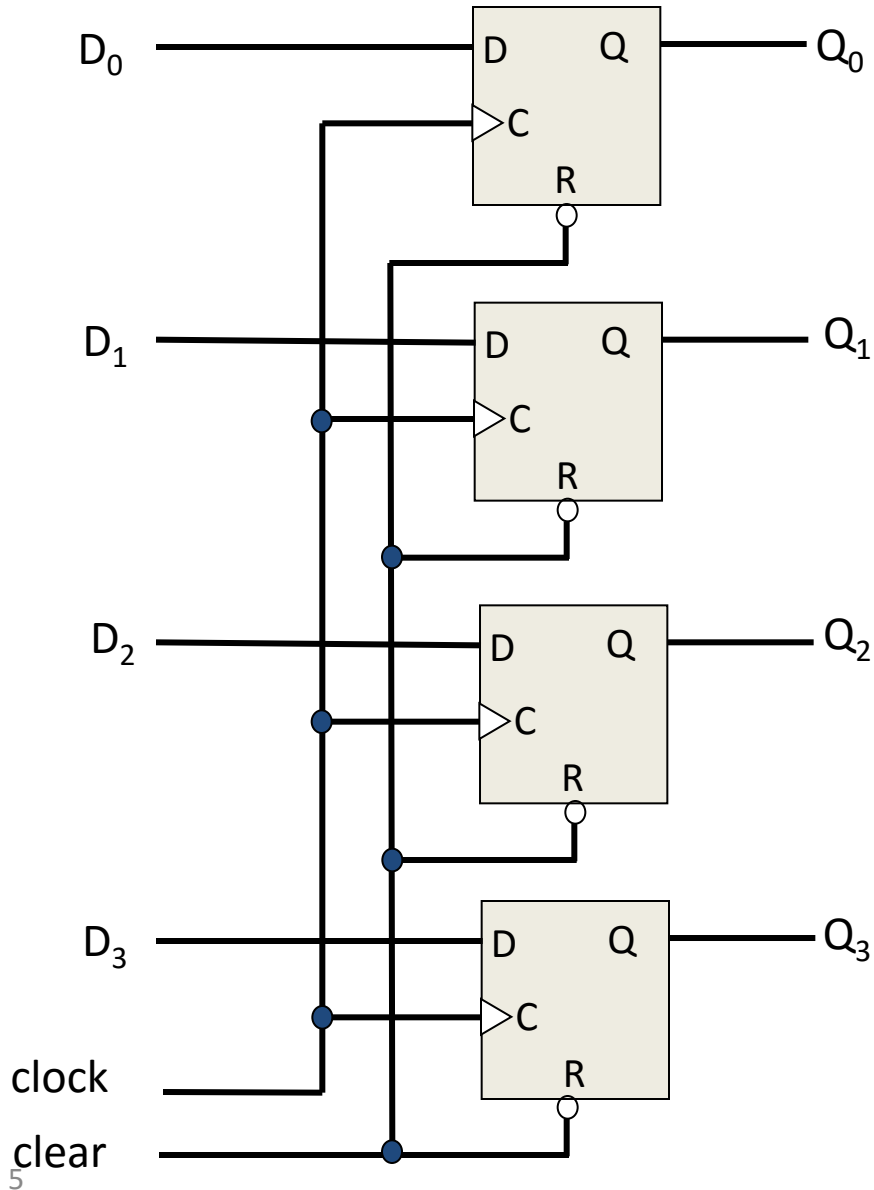 D₀ D Q Q₀
C
R
D₁ D Q Q₁
C
R
D₂ D Q Q₂
C
R
D₃ D Q Q₃
C
R
clock
clear
5